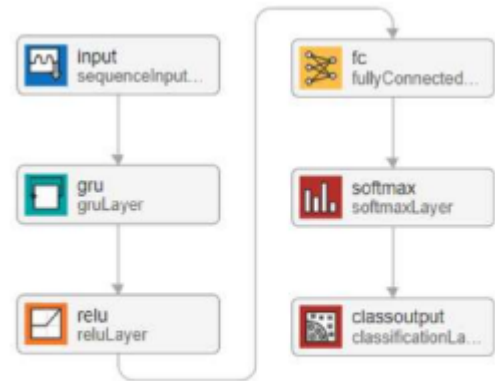 input
sequenceInput...
gru
gruLayer
relu
reluLayer
fc
fullyConnected...
softmax
softmaxLayer
classoutput
classificationLa...